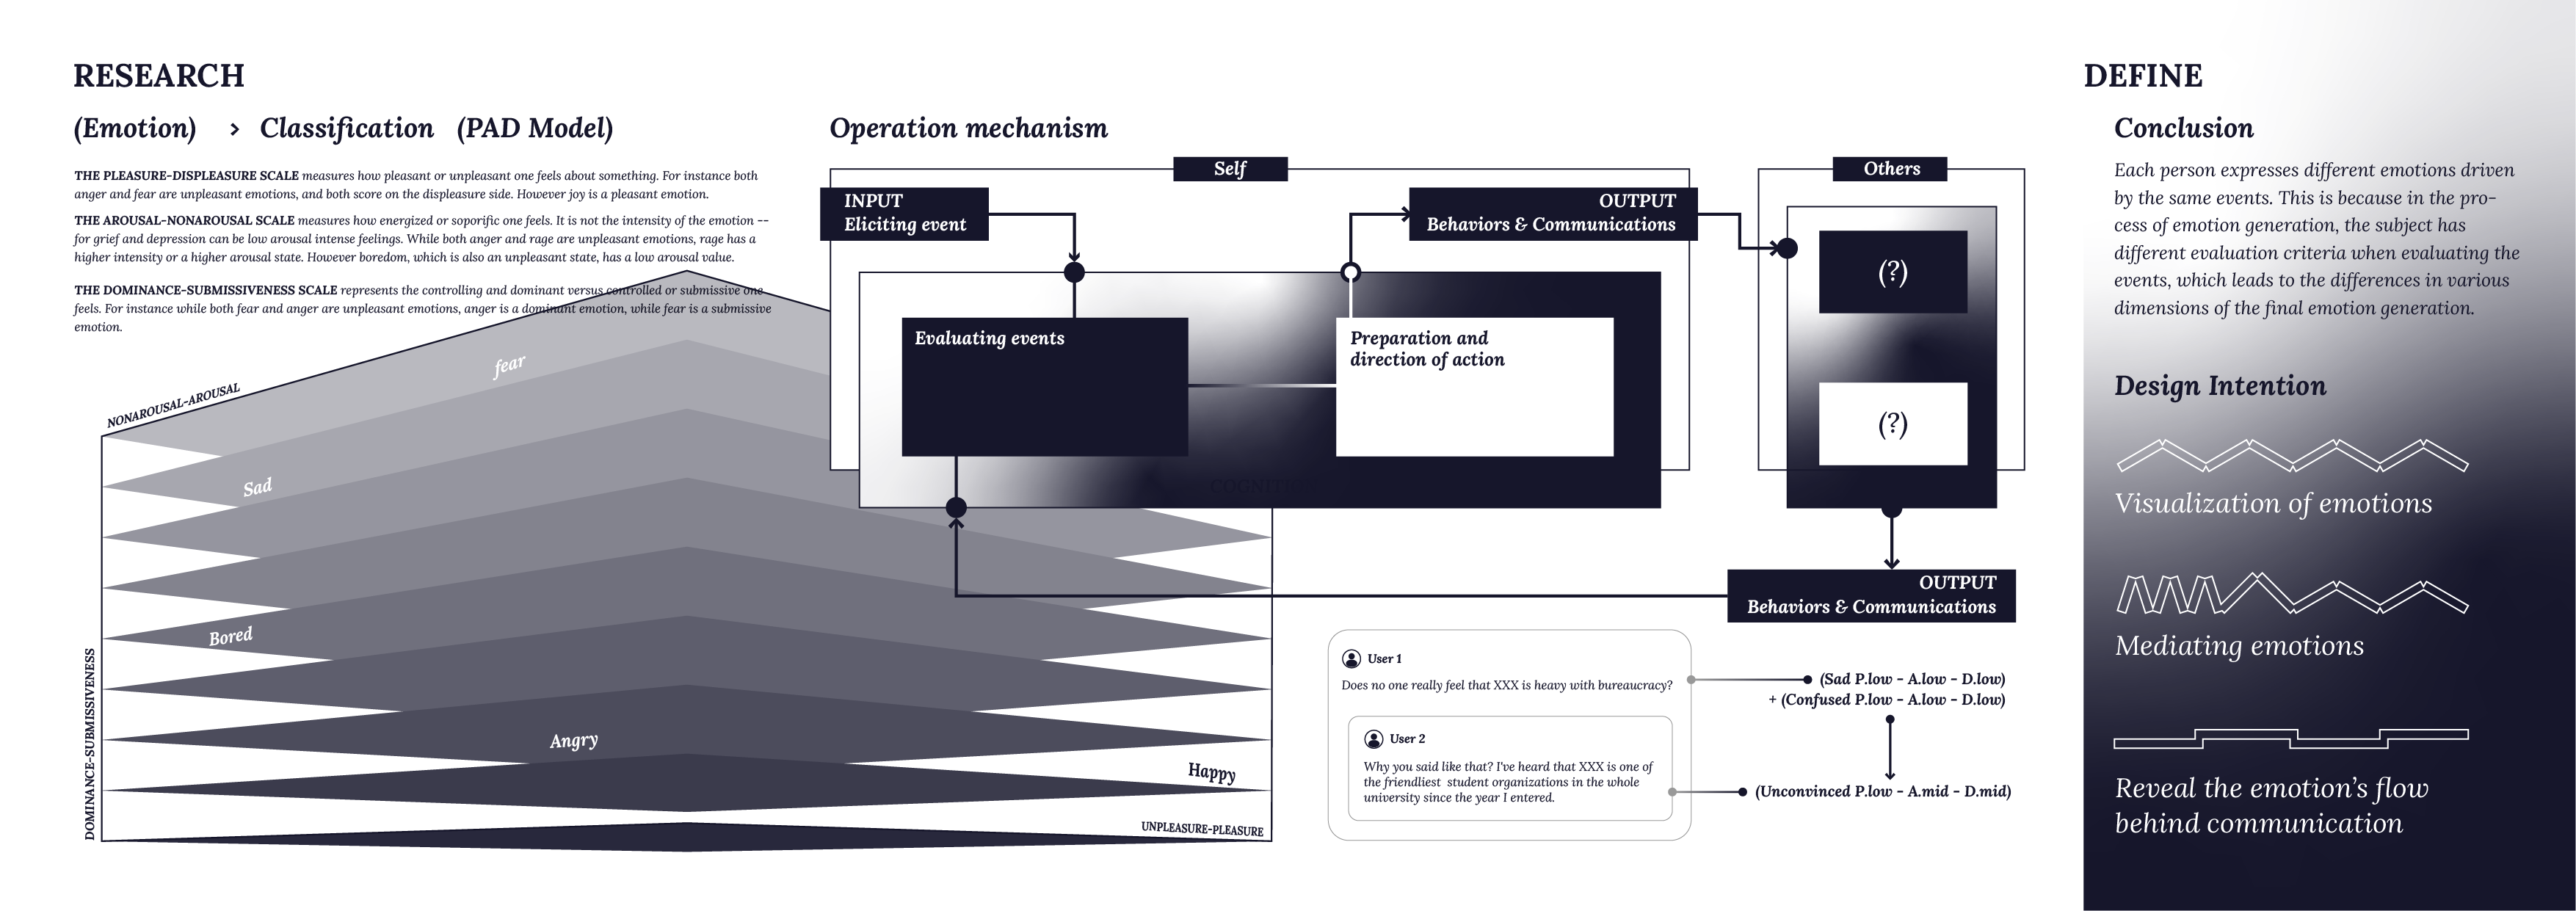 RESEARCH
(Emotion) > Classification (PAD Model)
THE PLEASURE-DISPLEASURE SCALE measures how pleasant or unpleasant one feels about something. For instance both
anger and fear are unpleasant emotions, and both score on the displeasure side. However joy is a pleasant emotion.
THE AROUSAL-NONAROUSAL SCALE measures how energized or soporific one feels. It is not the intensity of the emotion --
for grief and depression can be low arousal intense feelings. While both anger and rage are unpleasant emotions, rage has a
higher intensity or a higher arousal state. However boredom, which is also an unpleasant state, has a low arousal value.
THE DOMINANCE-SUBMISSIVENESS SCALE represents the controlling and dominant versus controlled or submissive one
feels. For instance while both fear and anger are unpleasant emotions, anger is a dominant emotion, while fear is a submissive
emotion.
NONAROUSAL-AROUSAL
fear
Sad
Bored
Angry
Happy
DOMINANCE-SUBMISSIVENESS
UNPLEASURE-PLEASURE
Operation mechanism
Self
INPUT
Eliciting event
OUTPUT
Behaviors & Communications
Evaluating events
Preparation and
direction of action
Others
(?)
(?)
OUTPUT
Behaviors & Communications
User 1
Does no one really feel that XXX is heavy with bureaucracy?
User 2
Why you said like that? I've heard that XXX is one of
the friendliest student organizations in the whole
university since the year I entered.
(Sad P.low - A.low - D.low)
+ (Confused P.low - A.low - D.low)
(Unconvinced P.low - A.mid - D.mid)
DEFINE
Conclusion
Each person expresses different emotions driven
by the same events. This is because in the pro-
cess of emotion generation, the subject has
different evaluation criteria when evaluating the
events, which leads to the differences in various
dimensions of the final emotion generation.
Design Intention
Visualization of emotions
Mediating emotions
Reveal the emotion's flow
behind communication